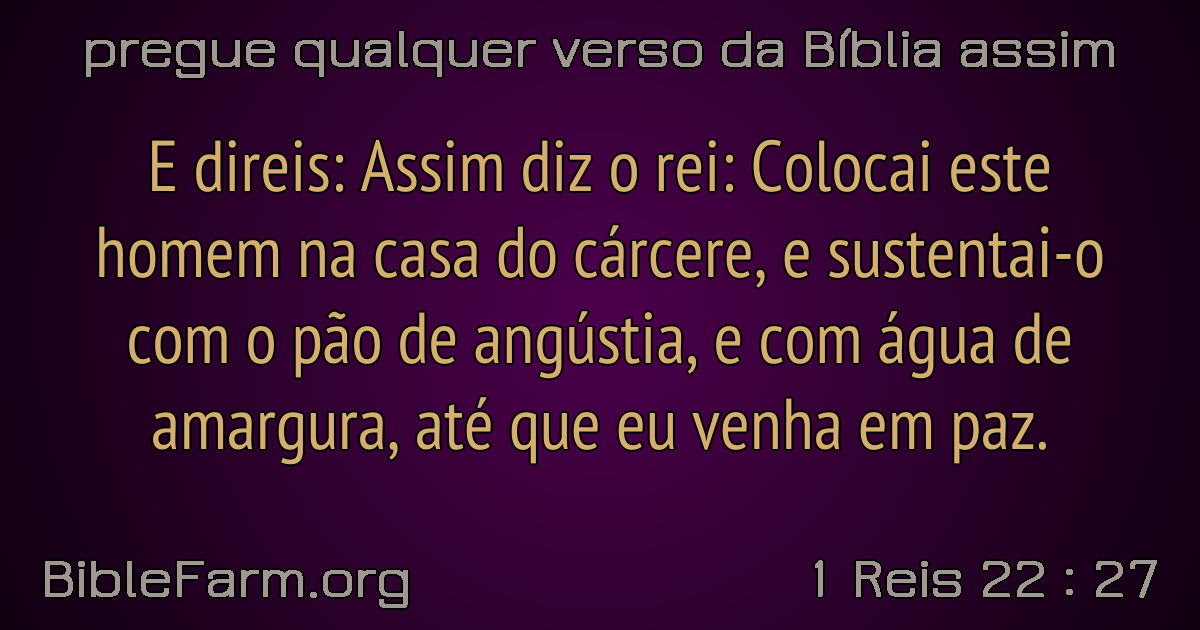 pregue qualquer verso da Bíblia assim
E direis: Assim diz o rei: Colocai este
homem na casa do cárcere, e sustentai-o
com o pão de angústia, e com água de
amargura, até que eu venha em paz.
BibleFarm.org
1 Reis 22 : 27